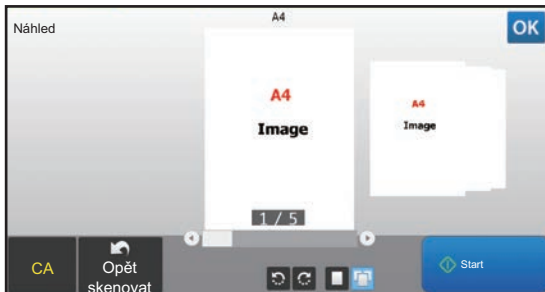 Náhled
A4
OK
A4
Image
A4
Image
1 / 5
CA
Opět
skenovat
Start